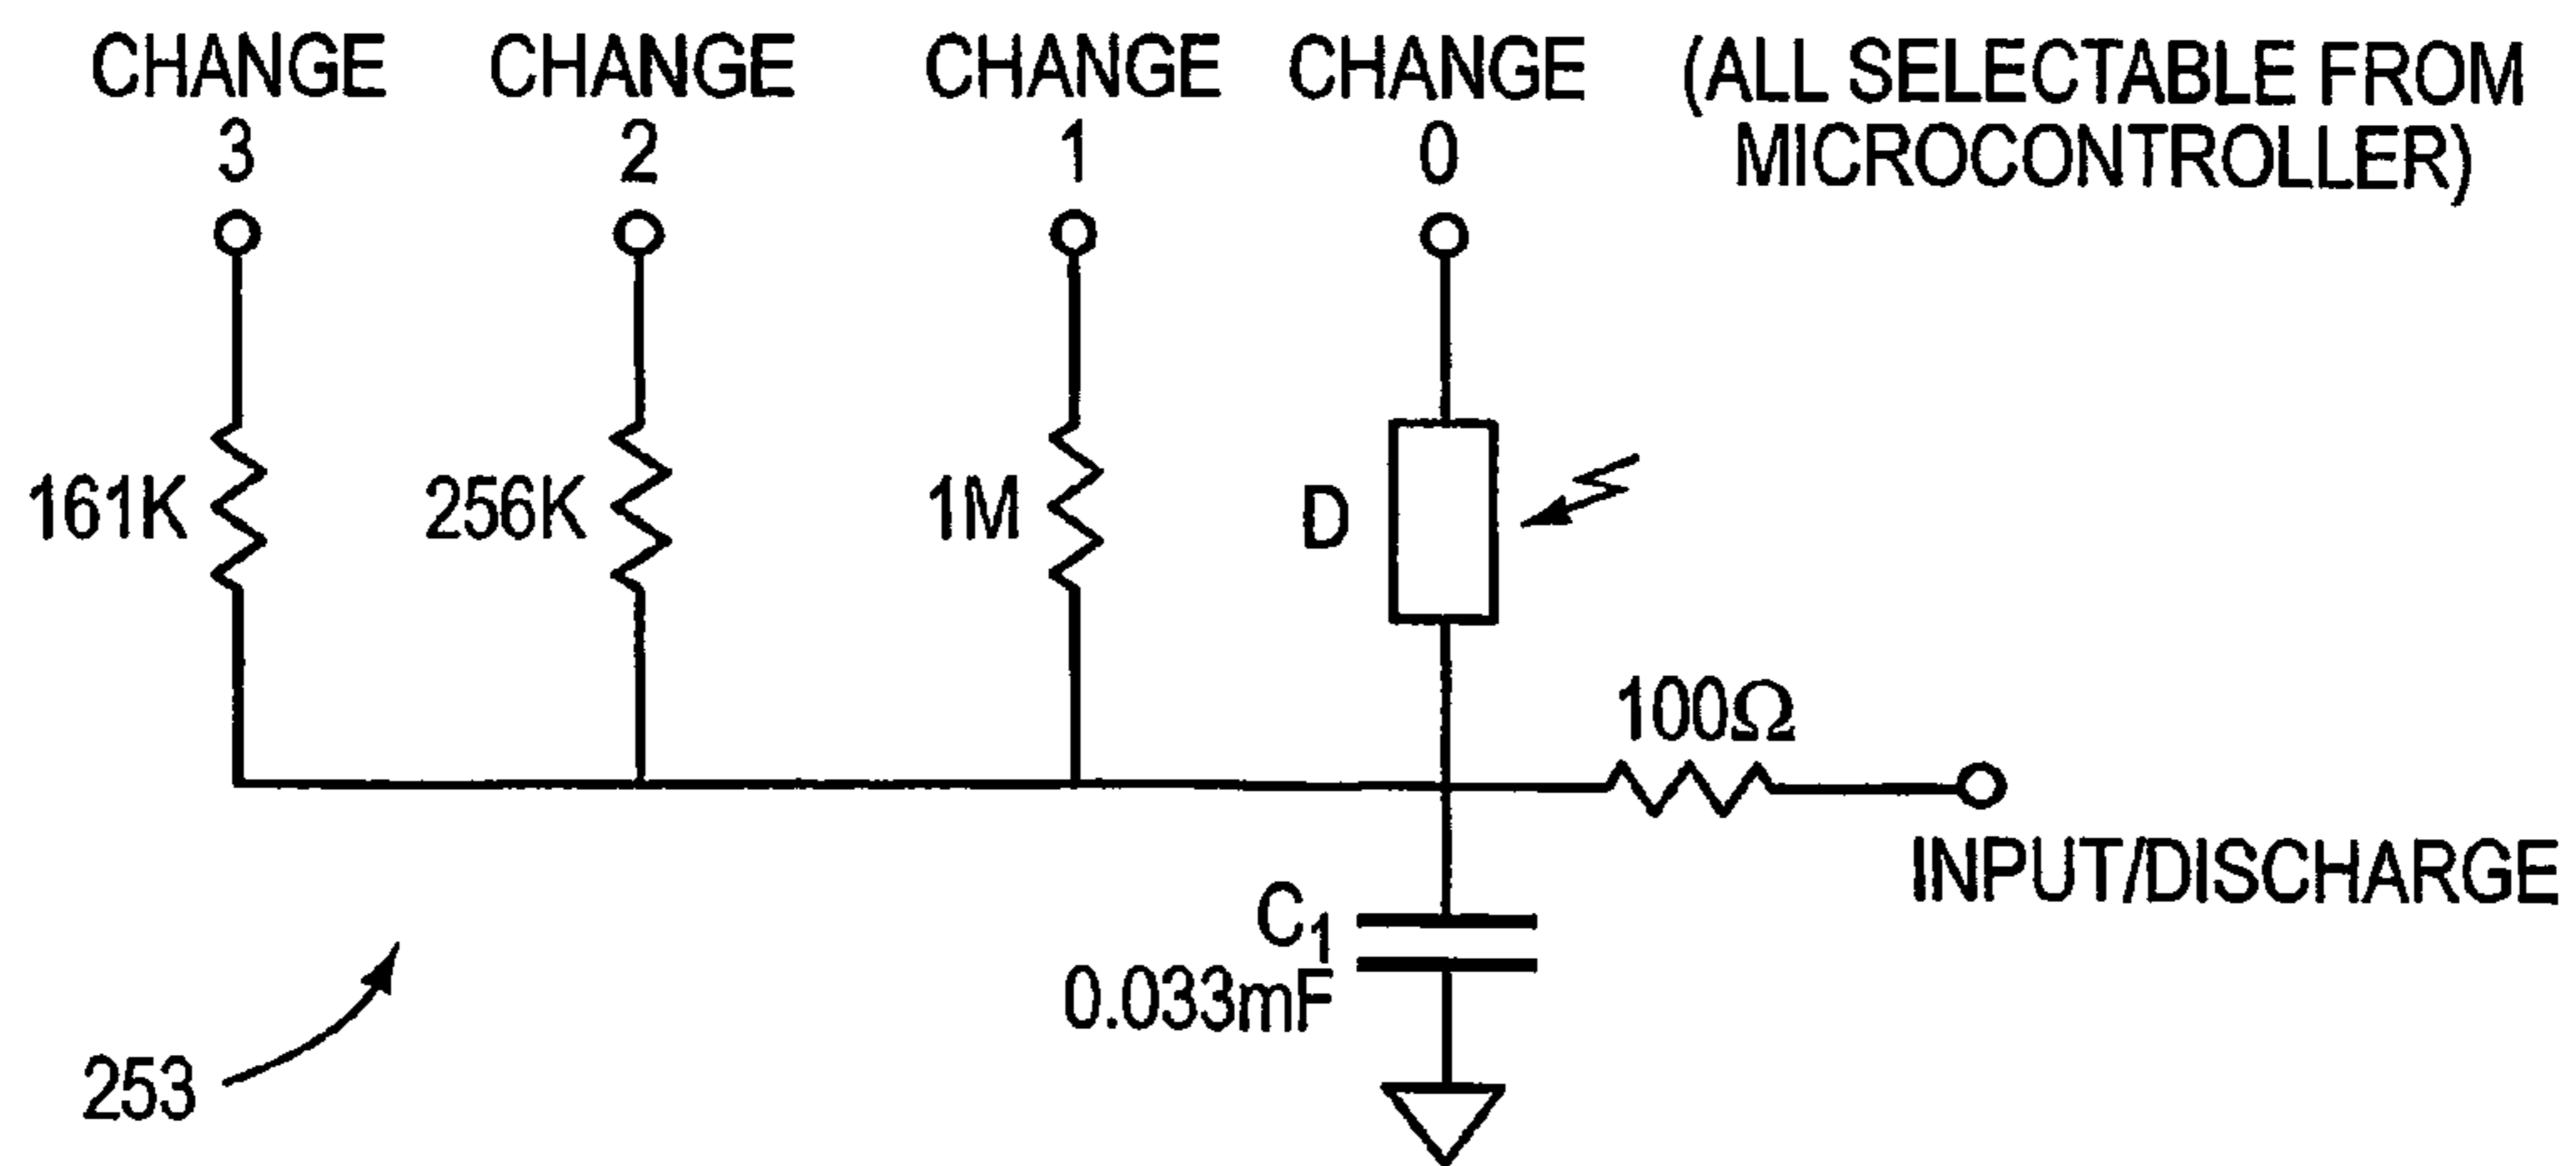 CHANGE CHANGE CHANGE CHANGE (ALL SELECTABLE FROM
3 2 1 0 MICROCONTROLLER)
161K 256K 1M D
100Ω
INPUT/DISCHARGE
C1
0.033mF
253